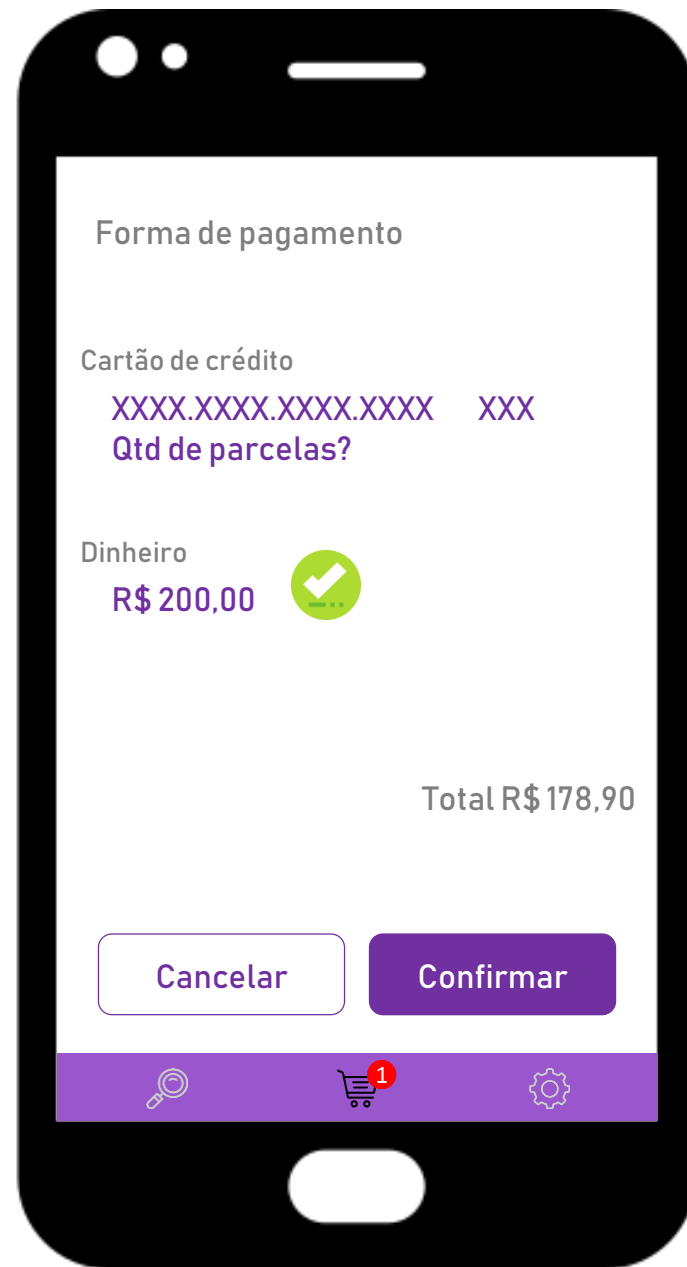 Forma de pagamento
Cartão de crédito
XXXX.XXXX.XXXX.XXXX XXX
Qtd de parcelas?
Dinheiro
R$ 200,00
Total R$ 178,90
Cancelar Confirmar
1